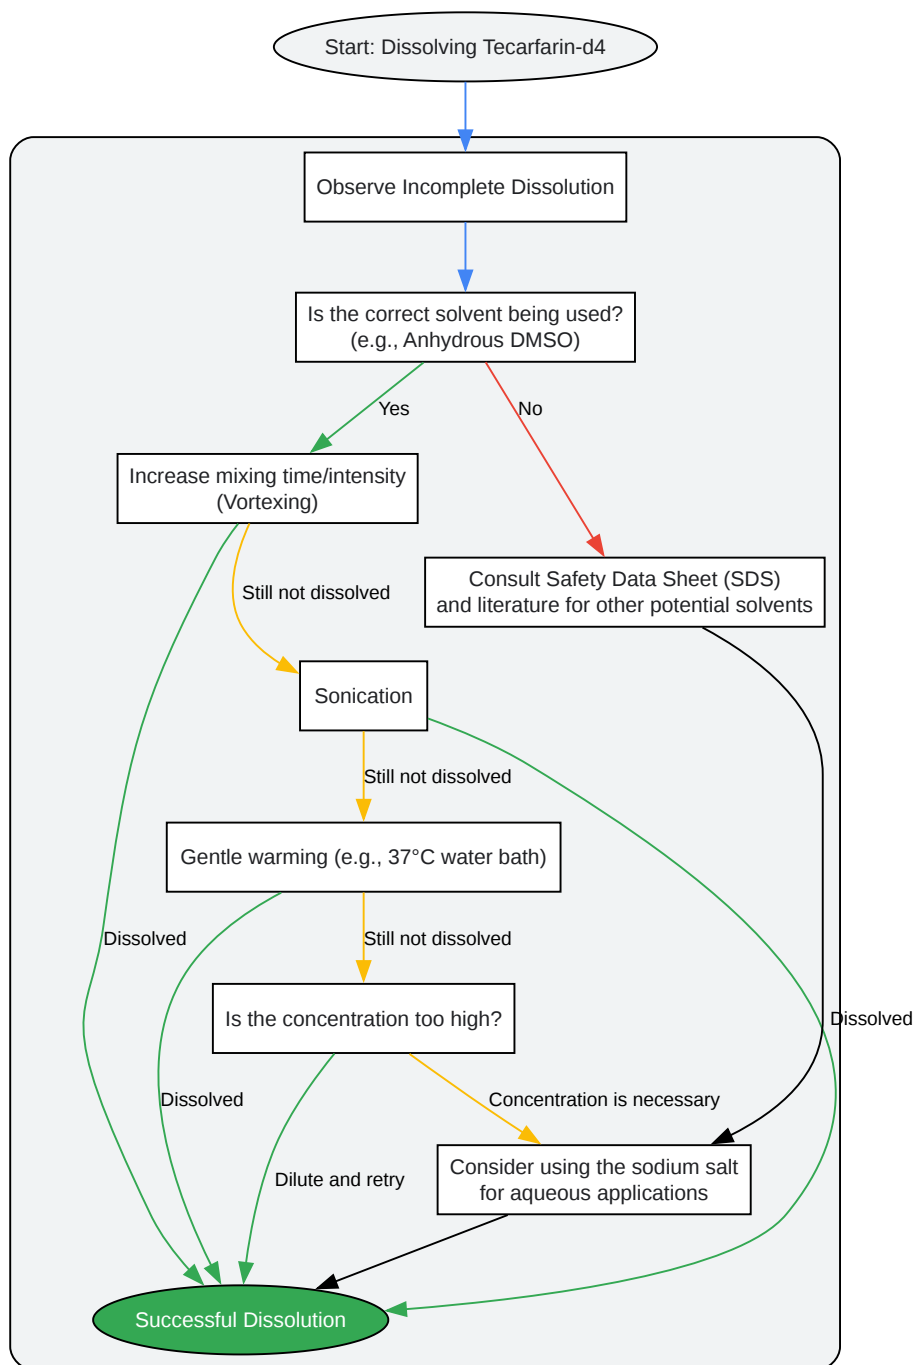 Start: Dissolving Tecarfarin-d4
Observe Incomplete Dissolution
Is the correct solvent being used?
(e.g., Anhydrous DMSO)
Yes
No
Increase mixing time/intensity
(Vortexing)
Consult Safety Data Sheet (SDS)
and literature for other potential solvents
Still not dissolved
Sonication
Still not dissolved
Gentle warming (e.g., 37°C water bath)
Dissolved
Still not dissolved
Is the concentration too high?
Dissolved
Dissolved
Concentration is necessary
Consider using the sodium salt
for aqueous applications
Dilute and retry
Successful Dissolution